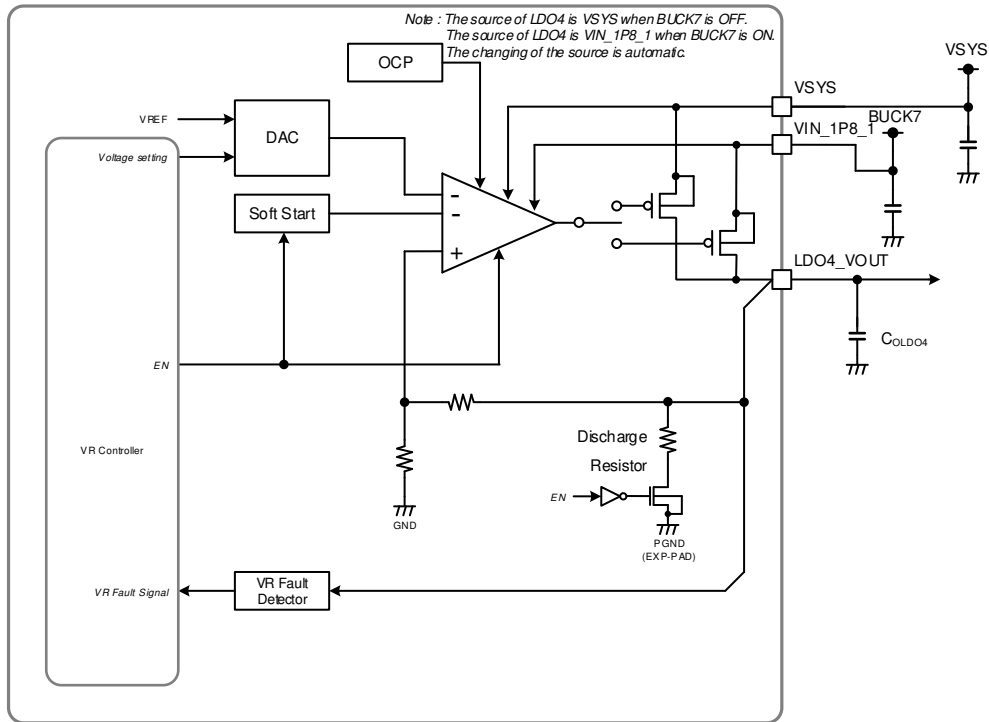 Note : The source of LDO4 is VSYS when BUCK7 is OFF.
The source of LDO4 is VIN_1P8_1 when BUCK7 is ON.
The changing of the source is automatic.
OCP
VSYS
VSYS
VREF
DAC
BUCK7
VIN_1P8_1
Voltage setting
Soft Start
-
-
+
LDO4_VOUT
COLDO4
EN
VR Controller
Discharge
Resistor
EN
GND
PGND
(EXP-PAD)
VR Fault Signal
VR Fault
Detector